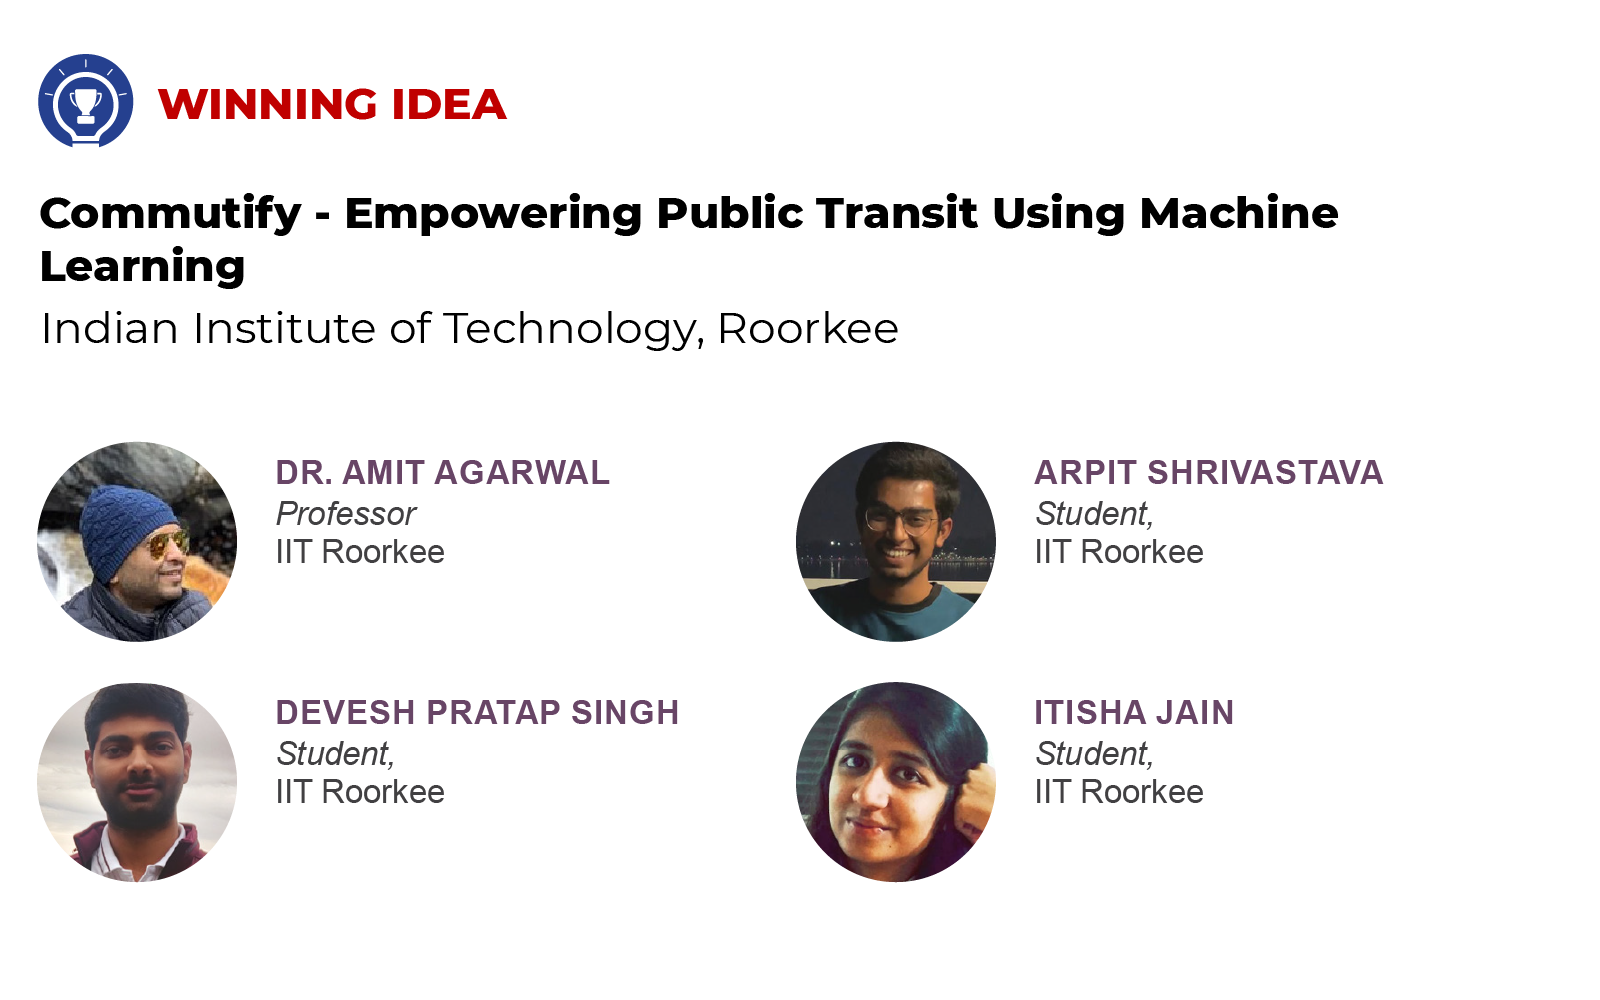 WINNING IDEA
Commutify - Empowering Public Transit Using Machine
Learning
Indian Institute of Technology, Roorkee
DR. AMIT AGARWAL
Professor
IIT Roorkee
ARPIT SHRIVASTAVA
Student,
IIT Roorkee
DEVESH PRATAP SINGH
Student,
IIT Roorkee
ITISHA JAIN
Student,
IIT Roorkee